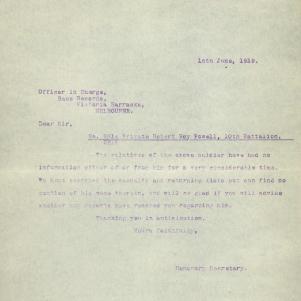 June, 1919.
Officer in Charge,
Base Records,
Victoria Barracks,
MELBOURNE.
Dear Sir,
Private Robert Roy Powell, 10th Battalion,
The relatives of the above soldier have had no
information either of or from him for a very considerable time.
We have searched the casualty and returning lists but can find no
mention of his name therein, and will be glad if you will advise
whether any reports have reached you regarding him.
Thanking you in anticipation.
Yours faithfully,
Honorary Secretary.